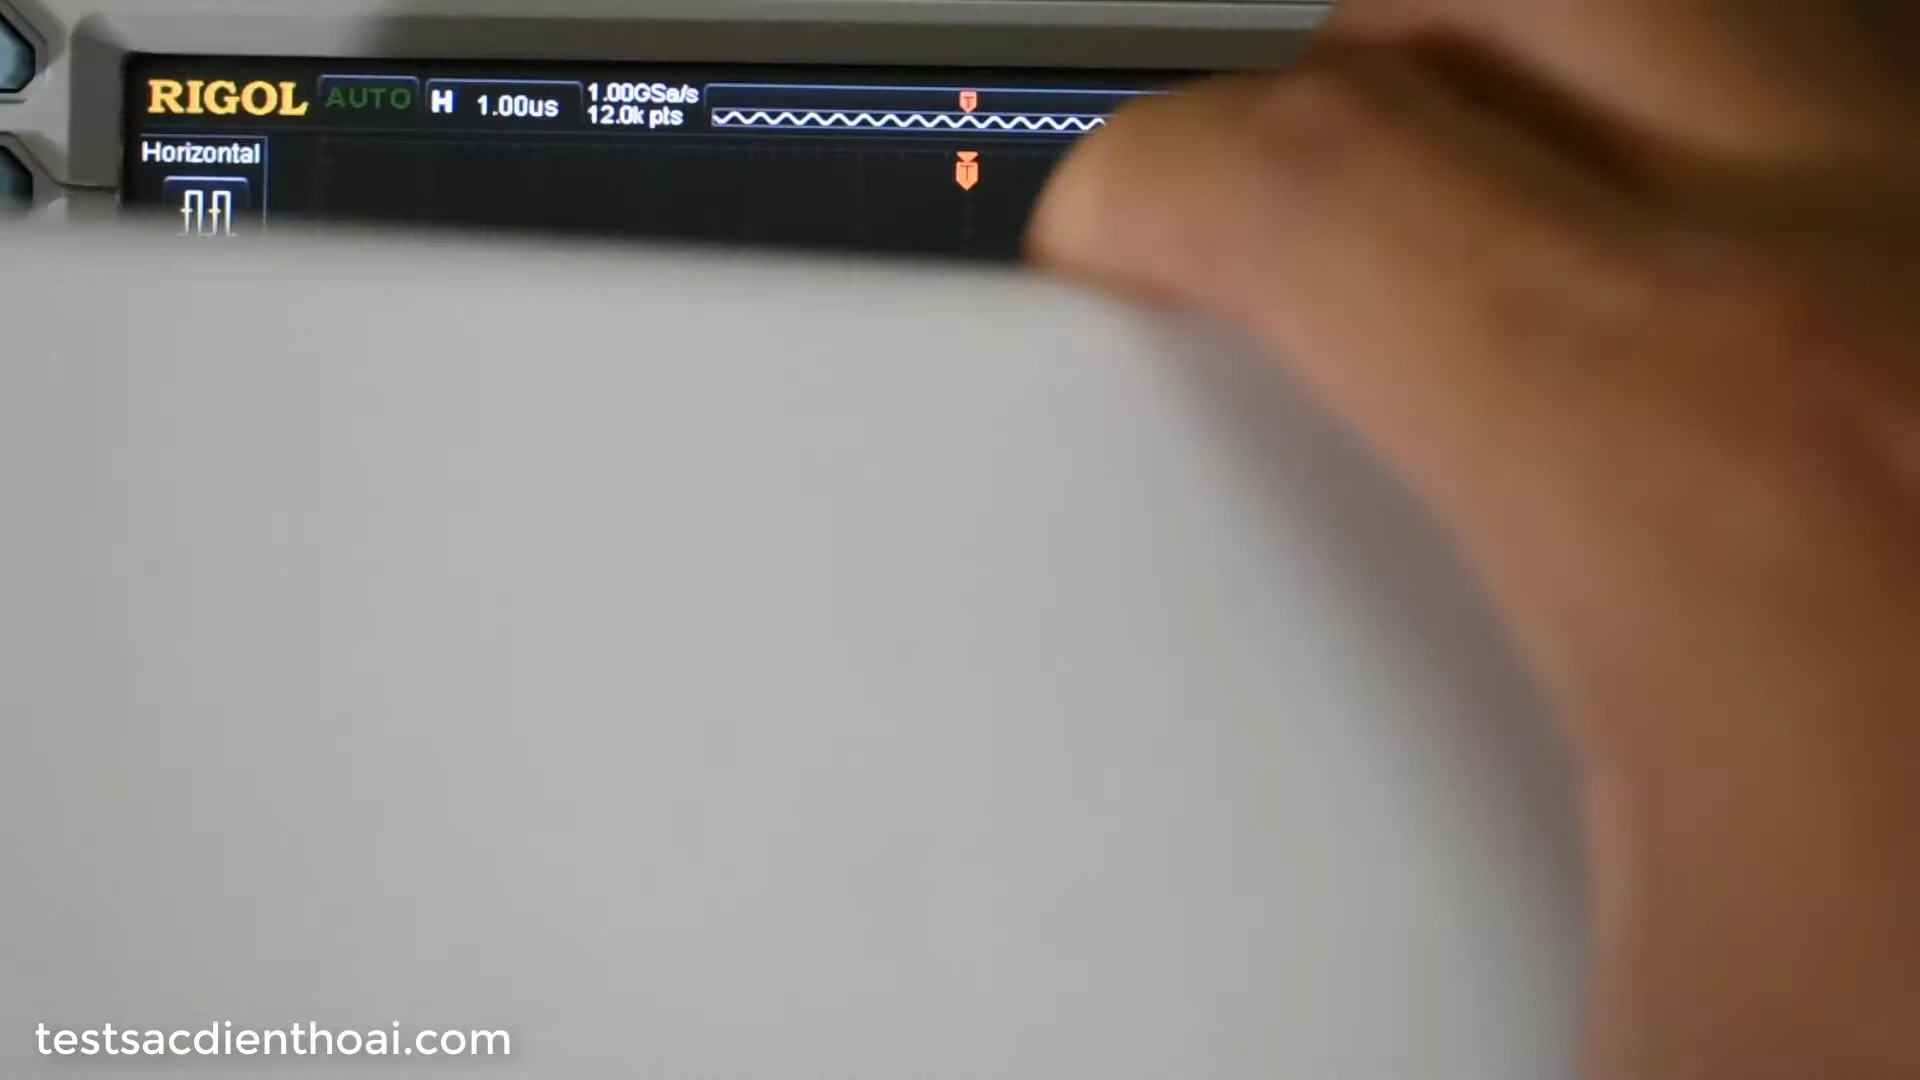 RIGOL AUTO H 1.00us 1.00GSa/s
12.0k pts
T
Horizontal
T
testsacdienthoai.com